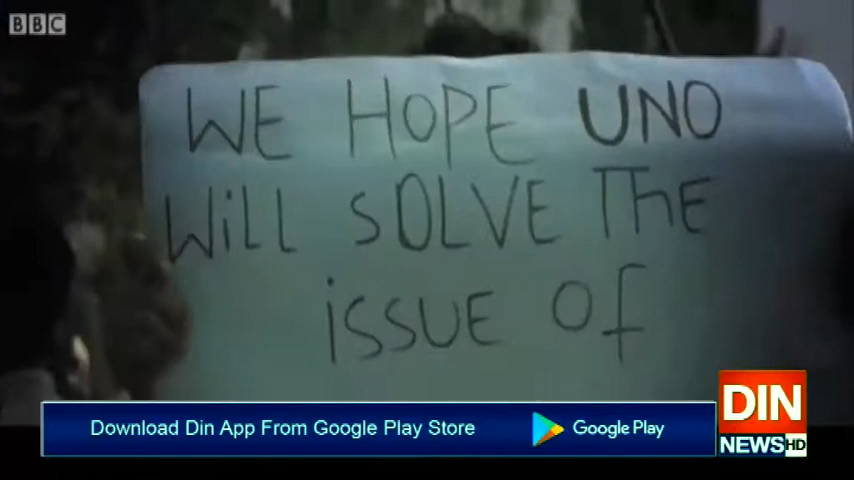 BBC
WE HOPE UNO
WiLL SOLVE ThE
iSSUE Of
Download Din App From Google Play Store
Google Play
DIN
NEWS HD